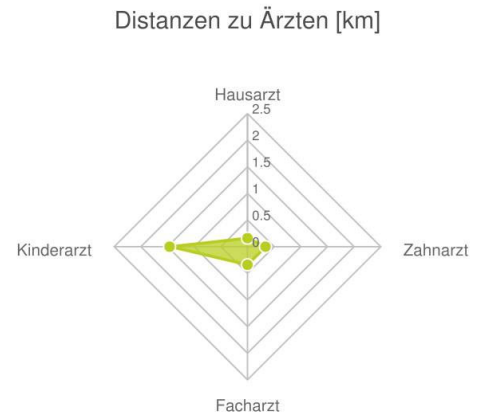 Distanzen zu Ärzten [km]
Hausarzt
2.5
2
1.5
1
0.5
0
Kinderarzt
Zahnarzt
Facharzt